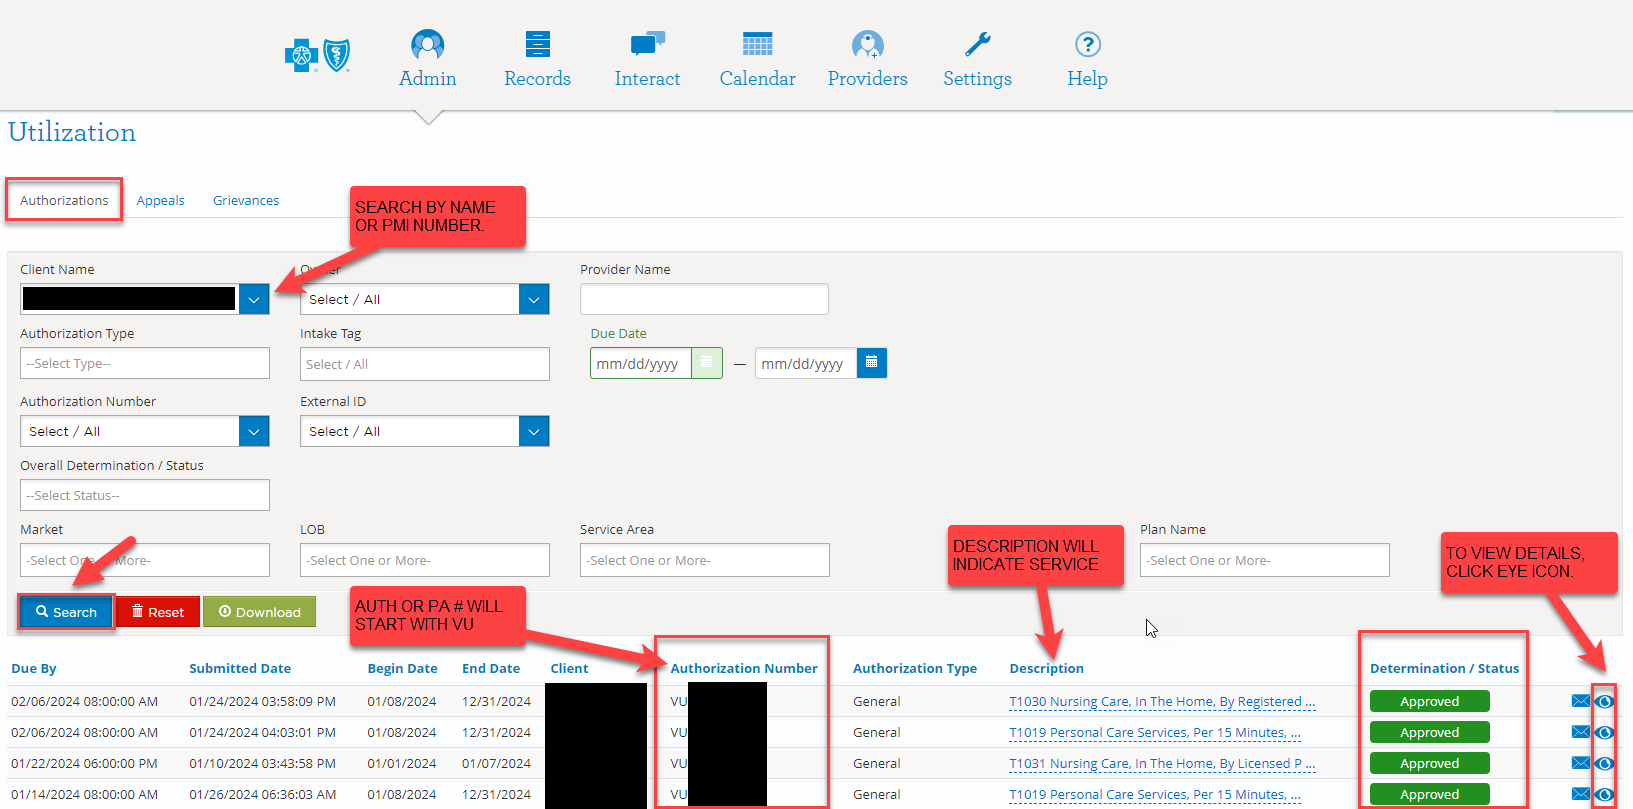 Admin
Records
Interact
Calendar
Providers
Settings
Help
Utilization
Authorizations
Appeals
Grievances
SEARCH BY NAME
OR PMI NUMBER.
Client Name
Provider Name
Select / All
Authorization Type
Intake Tag
Due Date
--Select Type--
Select / All
mm/dd/yyyy — mm/dd/yyyy
Authorization Number
External ID
Select / All
Select / All
Overall Determination / Status
--Select Status--
Market
LOB
Service Area
Plan Name
-Select One More-
-Select One or More-
-Select One or More-
-Select One or More-
DESCRIPTION WILL
INDICATE SERVICE
TO VIEW DETAILS,
CLICK EYE ICON.
Search
Reset
Download
AUTH OR PA # WILL
START WITH VU
Due By Submitted Date Begin Date End Date Client Authorization Number Authorization Type Description Determination / Status
02/06/2024 08:00:00 AM 01/24/2024 03:58:09 PM 01/08/2024 12/31/2024 VU General T1030 Nursing Care, In The Home, By Registered ... Approved
02/06/2024 08:00:00 AM 01/24/2024 04:03:01 PM 01/08/2024 12/31/2024 VU General T1019 Personal Care Services, Per 15 Minutes, ... Approved
01/22/2024 06:00:00 PM 01/10/2024 03:43:58 PM 01/01/2024 01/07/2024 VU General T1031 Nursing Care, In The Home, By Licensed P ... Approved
01/14/2024 08:00:00 AM 01/26/2024 06:36:03 AM 01/08/2024 12/31/2024 VU General T1019 Personal Care Services, Per 15 Minutes, ... Approved